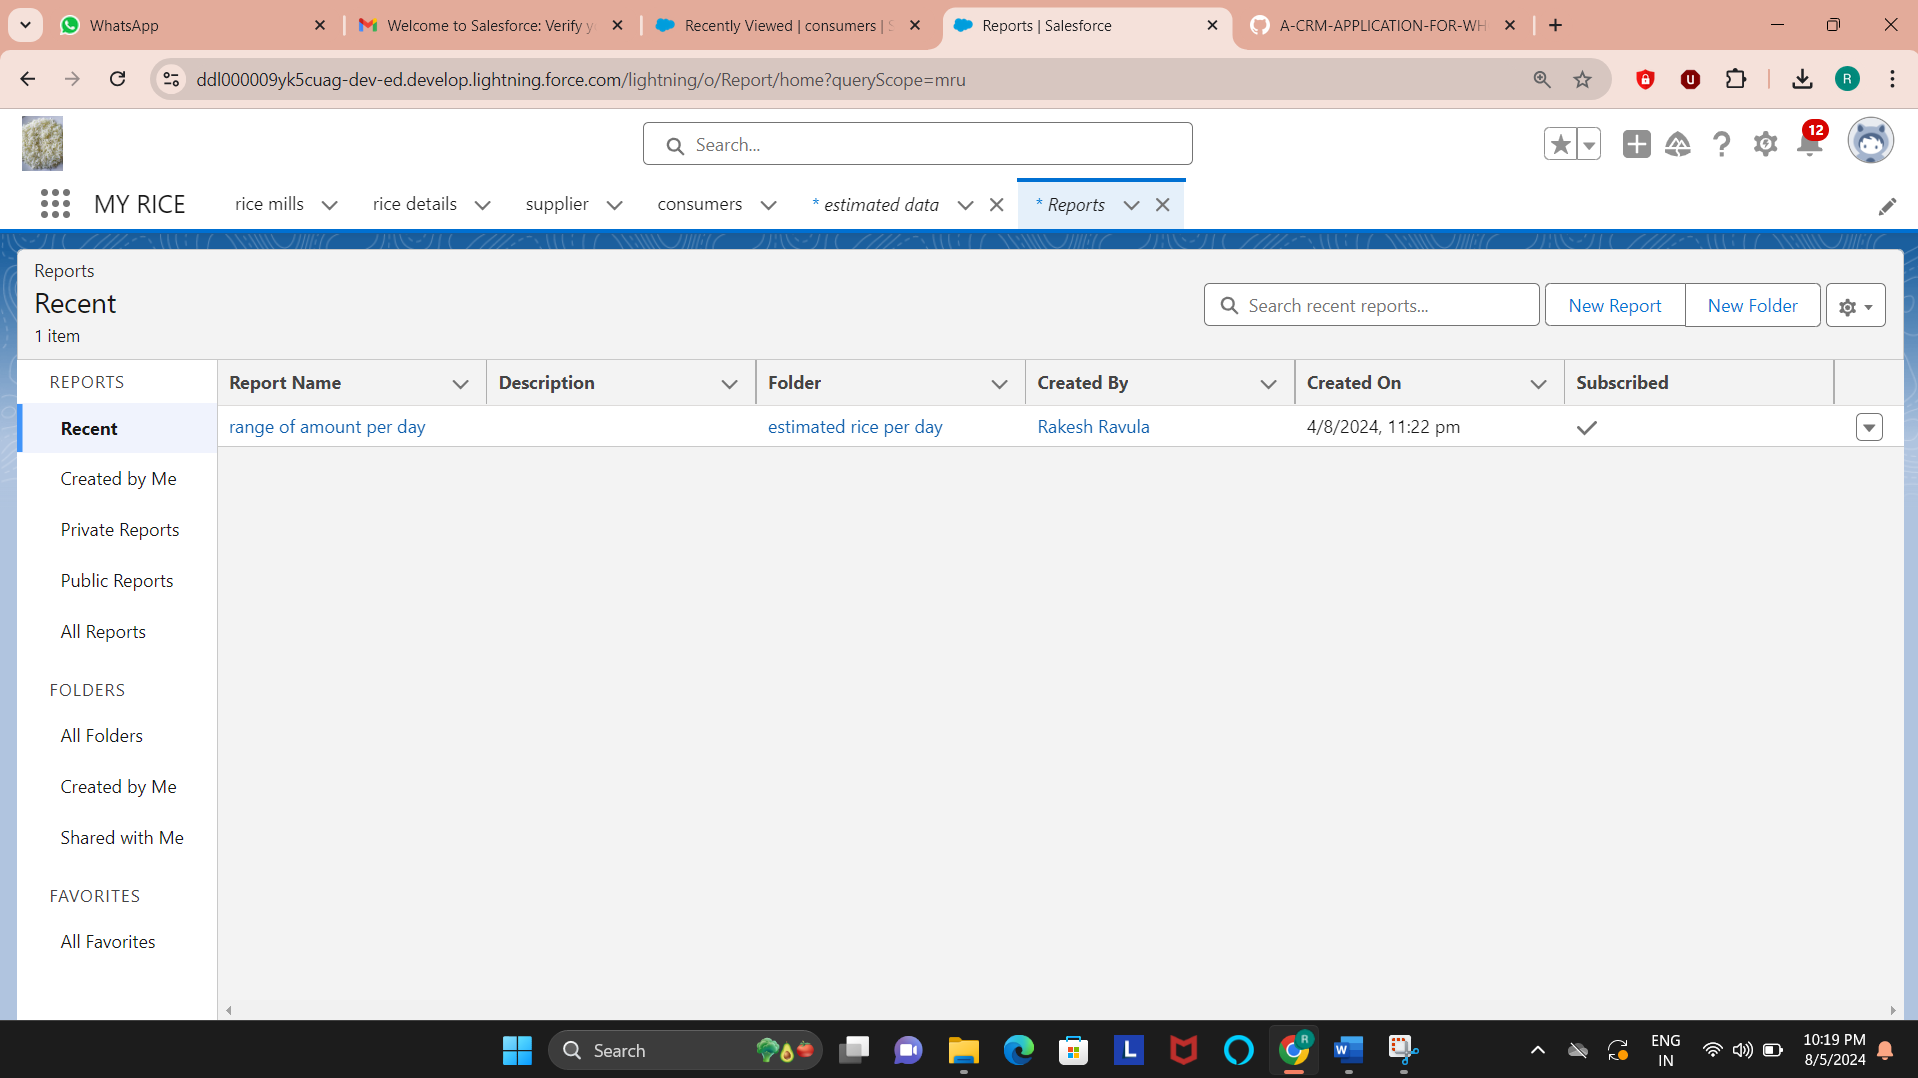 WhatsApp
Welcome to Salesforce: Verify y
Recently Viewed | consumers | S
Reports | Salesforce
A-CRM-APPLICATION-FOR-WH
ddl000009yk5cuag-dev-ed.develop.lightning.force.com/lightning/o/Report/home?queryScope=mru
U
R
Search...
12
MY RICE
rice mills
rice details
supplier
consumers
* estimated data
* Reports
Reports
Recent
1 item
Search recent reports...
New Report
New Folder
REPORTS
Recent
Created by Me
Private Reports
Public Reports
All Reports
FOLDERS
All Folders
Created by Me
Shared with Me
FAVORITES
All Favorites
Report Name
Description
Folder
Created By
Created On
Subscribed
range of amount per day
estimated rice per day
Rakesh Ravula
4/8/2024, 11:22 pm
Search
L
R
W
ENG
IN
10:19 PM
8/5/2024